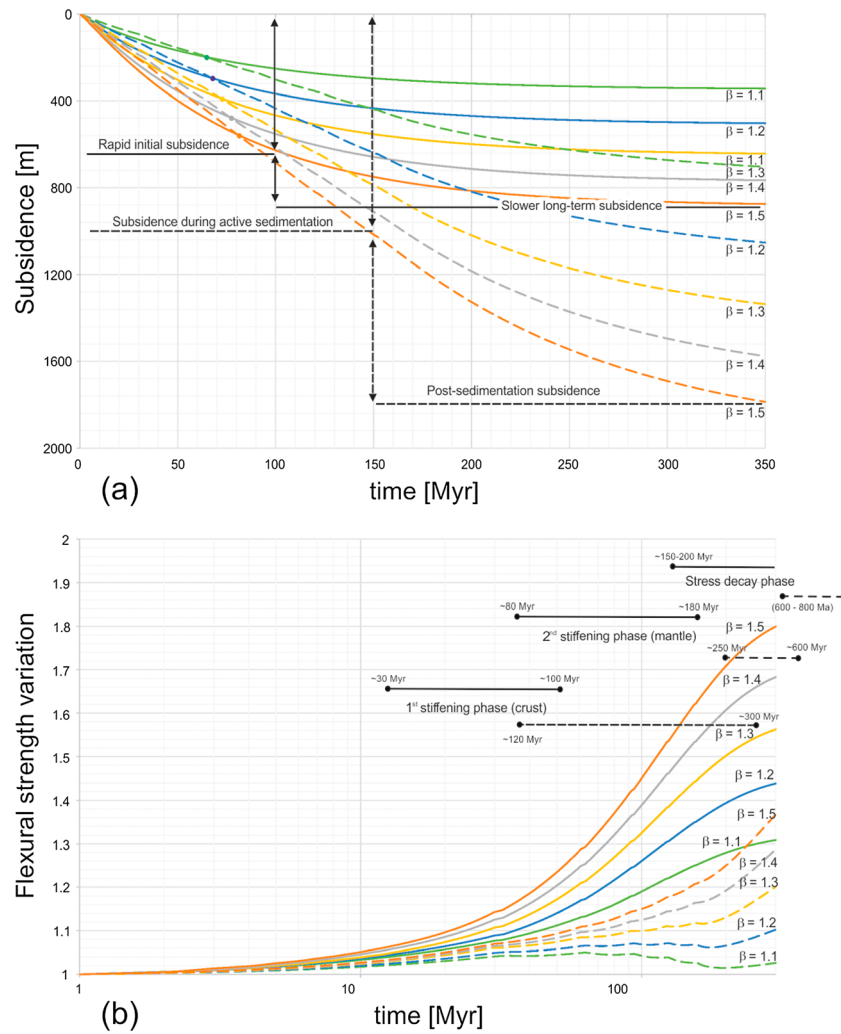 0
400
800
1200
1600
2000
Subsidence [m]
β = 1.1
β = 1.2
Rapid initial subsidence
β = 1.1
β = 1.3
β = 1.4
Slower long-term subsidence
β = 1.5
Subsidence during active sedimentation
β = 1.2
β = 1.3
β = 1.4
Post-sedimentation subsidence
β = 1.5
0 50 100 150 200 250 300 350
(a) time [Myr]
2
1.9
1.8
1.7
1.6
1.5
1.4
1.3
1.2
1.1
1
Flexural strength variation
~150-200 Myr
Stress decay phase
~80 Myr ~180 Myr (600 - 800 Ma)
β = 1.5
2nd stiffening phase (mantle)
~250 Myr ~600 Myr
~30 Myr ~100 Myr β = 1.4
1st stiffening phase (crust)
~300 Myr
~120 Myr β = 1.3
β = 1.2
β = 1.5
β = 1.1
β = 1.4
β = 1.3
β = 1.2
β = 1.1
1 10 100
(b) time [Myr]